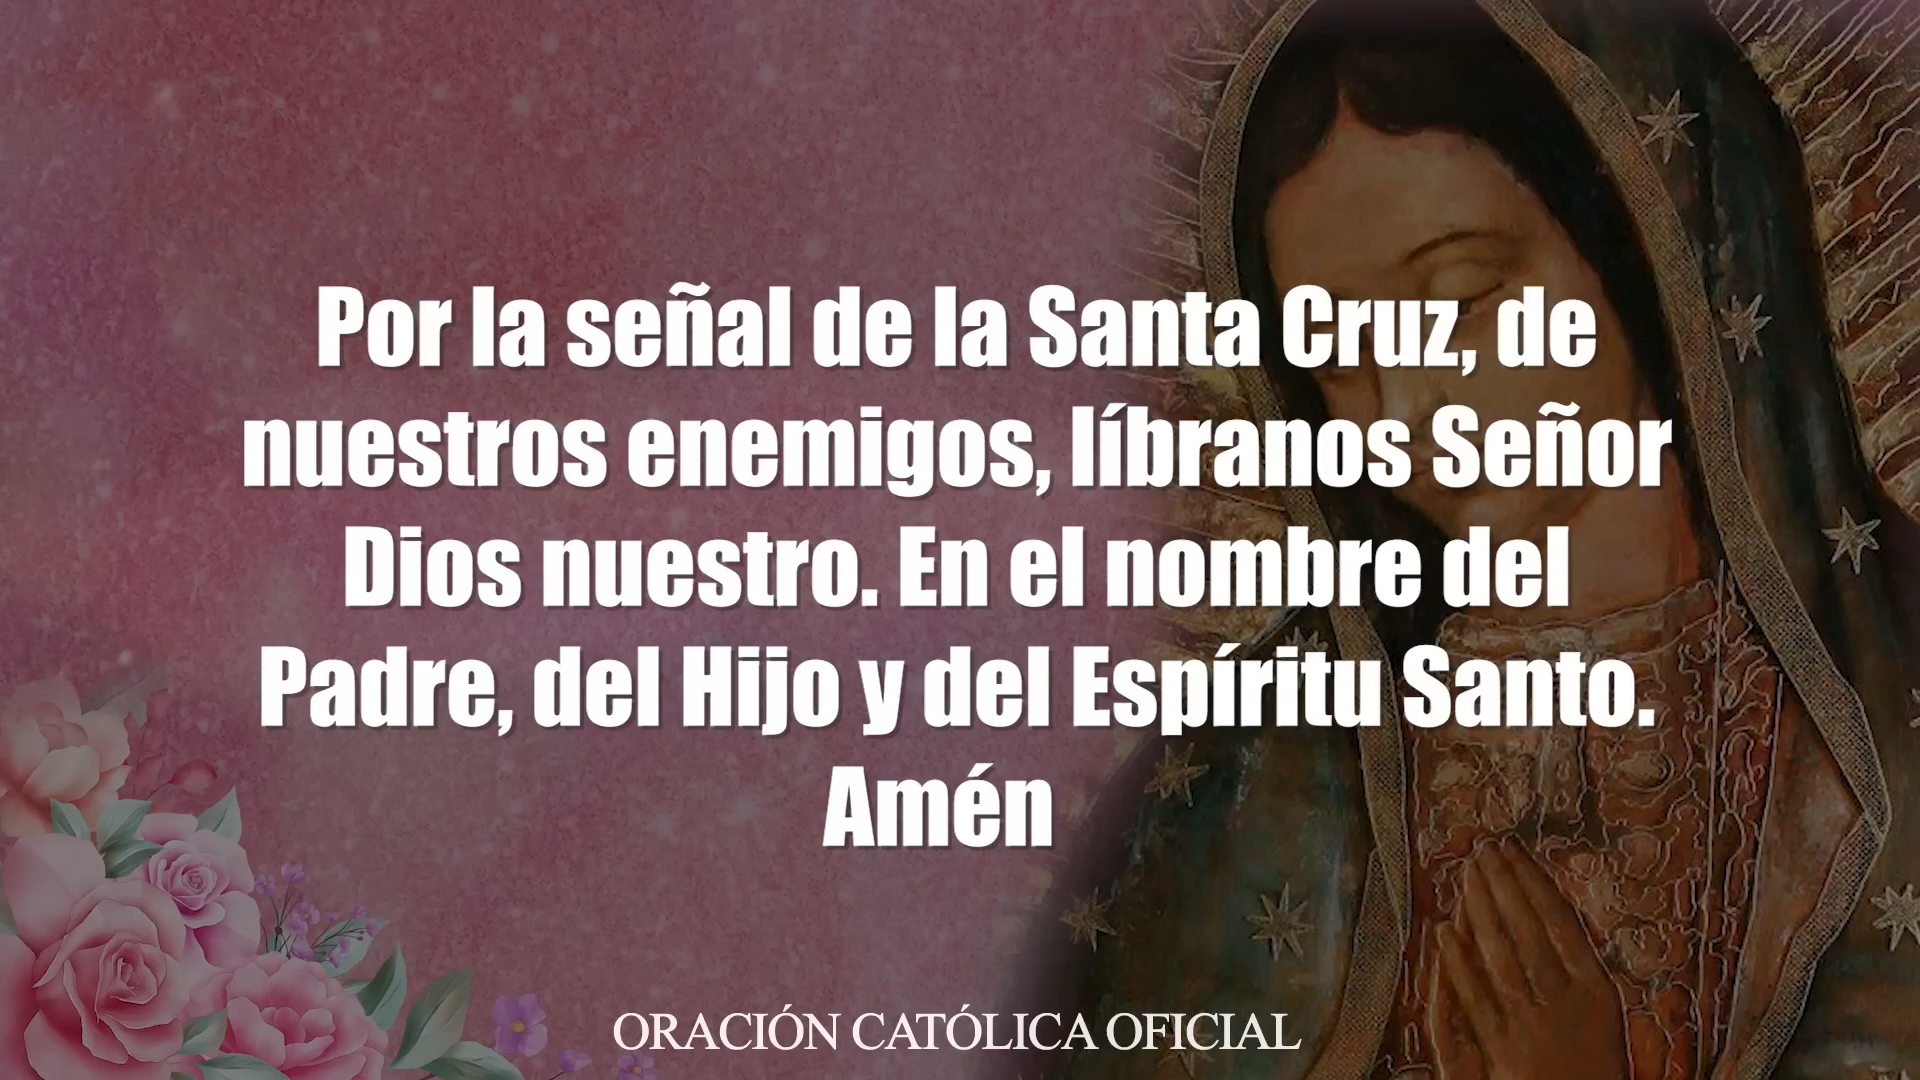 Por la señal de la Santa Cruz, de
nuestros enemigos, líbranos Señor
Dios nuestro. En el nombre del
Padre, del Hijo y del Espíritu Santo.
Amén
ORACIÓN CATÓLICA OFICIAL